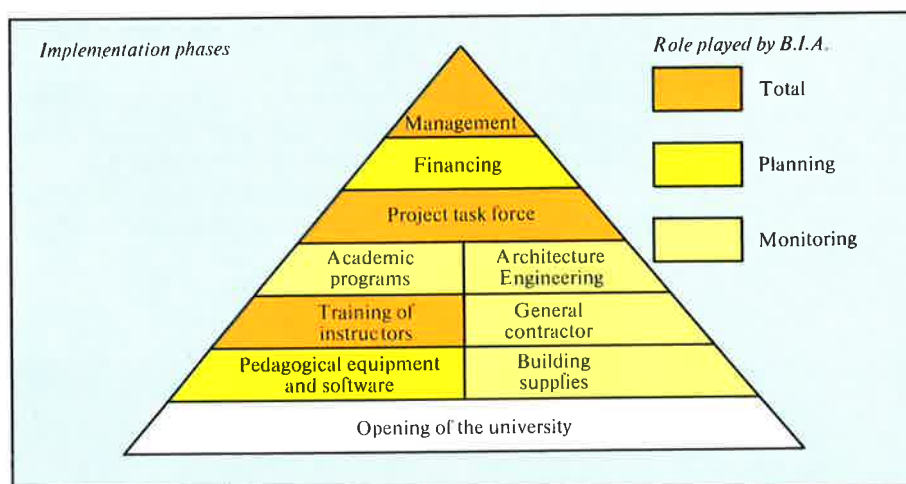 Implementation phases
Role played by B.I.A.
Total
Planning
Monitoring
Management
Financing
Project task force
Academic
programs
Architecture
Engineering
Training of
instructors
General
contractor
Pedagogical equipment
and software
Building
supplies
Opening of the university